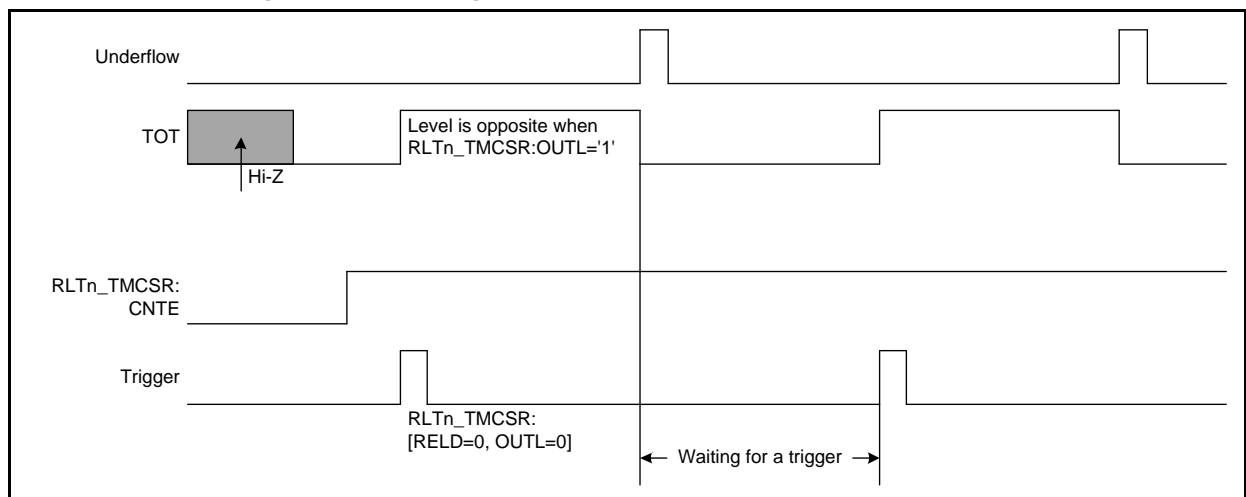 Underflow
TOT
Level is opposite when
RLTn_TMCSR:OUTL='1'
Hi-Z
RLTn_TMCSR:
CNTE
Trigger
RLTn_TMCSR:
[RELD=0, OUTL=0]
Waiting for a trigger